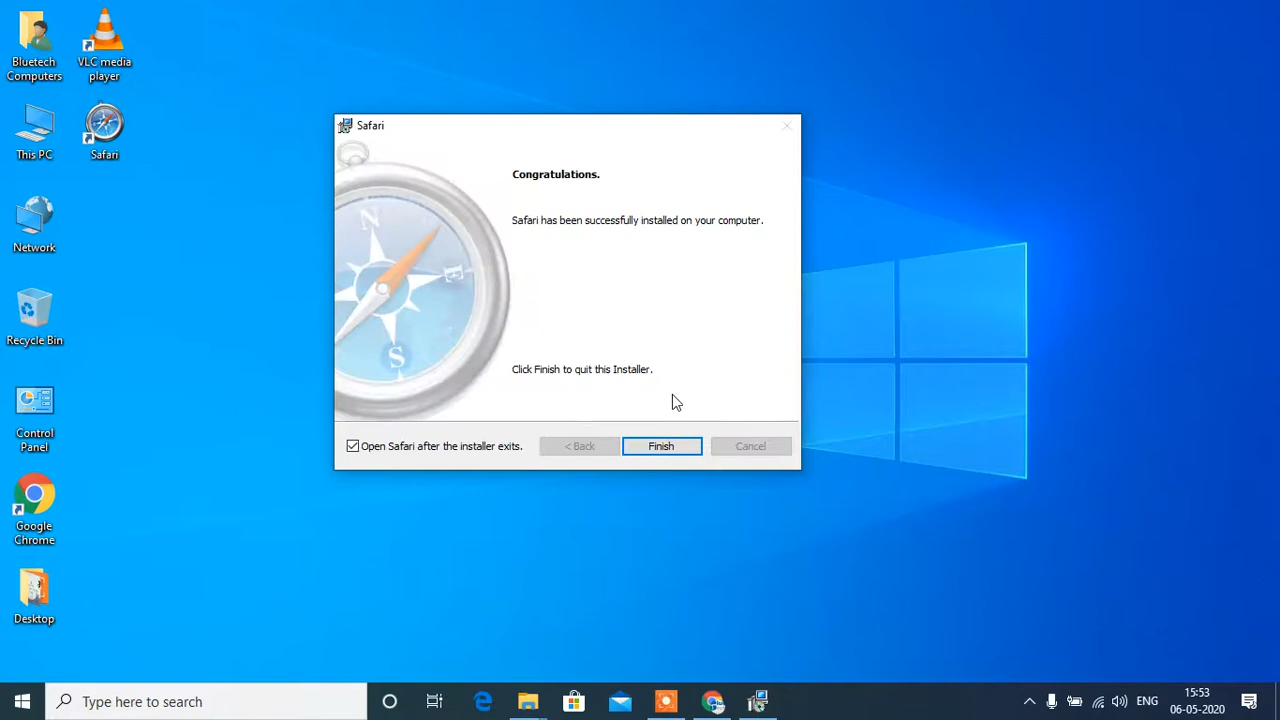 Bluetech
Computers
VLC media
player
This PC
Safari
Network
Recycle Bin
Control
Panel
Google
Chrome
Desktop
Safari
N
E
S
Congratulations.
Safari has been successfully installed on your computer.
Click Finish to quit this Installer.
Open Safari after the installer exits.
< Back
Finish
Cancel
Type here to search
ENG
15:53
06-05-2020